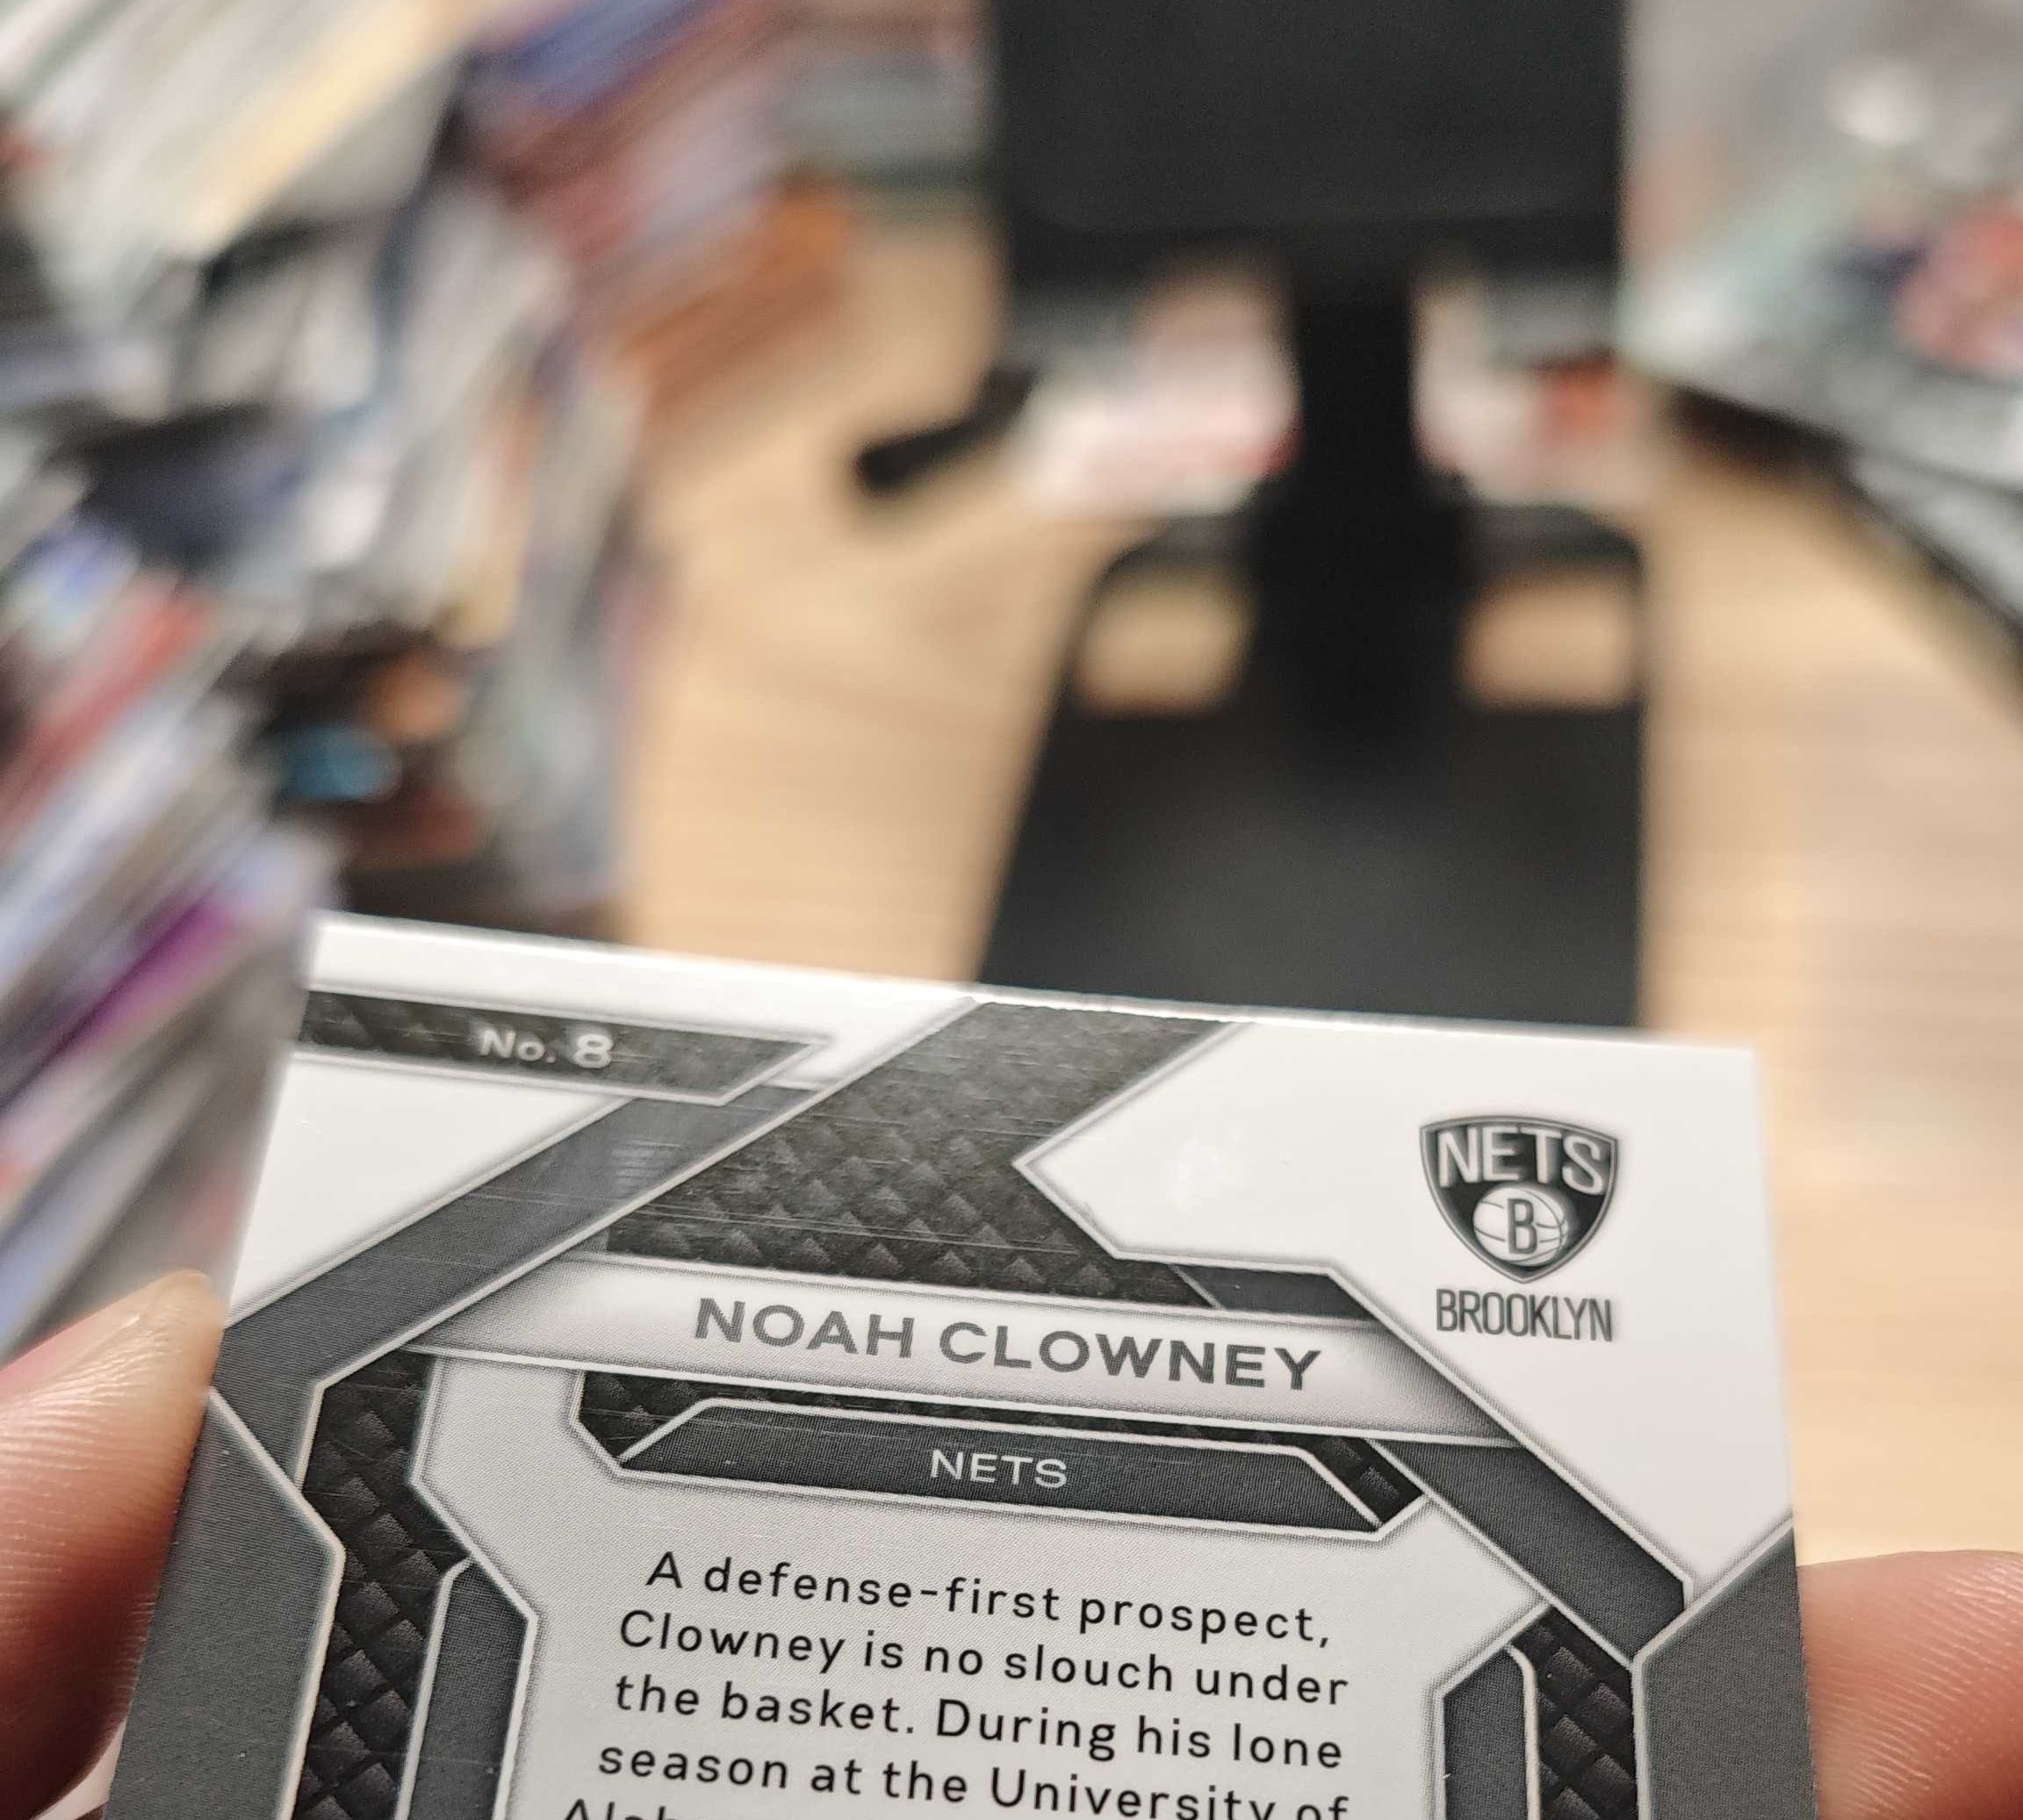 No. 8
NETS
B
BROOKLYN
NOAH CLOWNEY
NETS
A defense-first prospect,
Clowney is no slouch under
the basket. During his lone
season at the University of